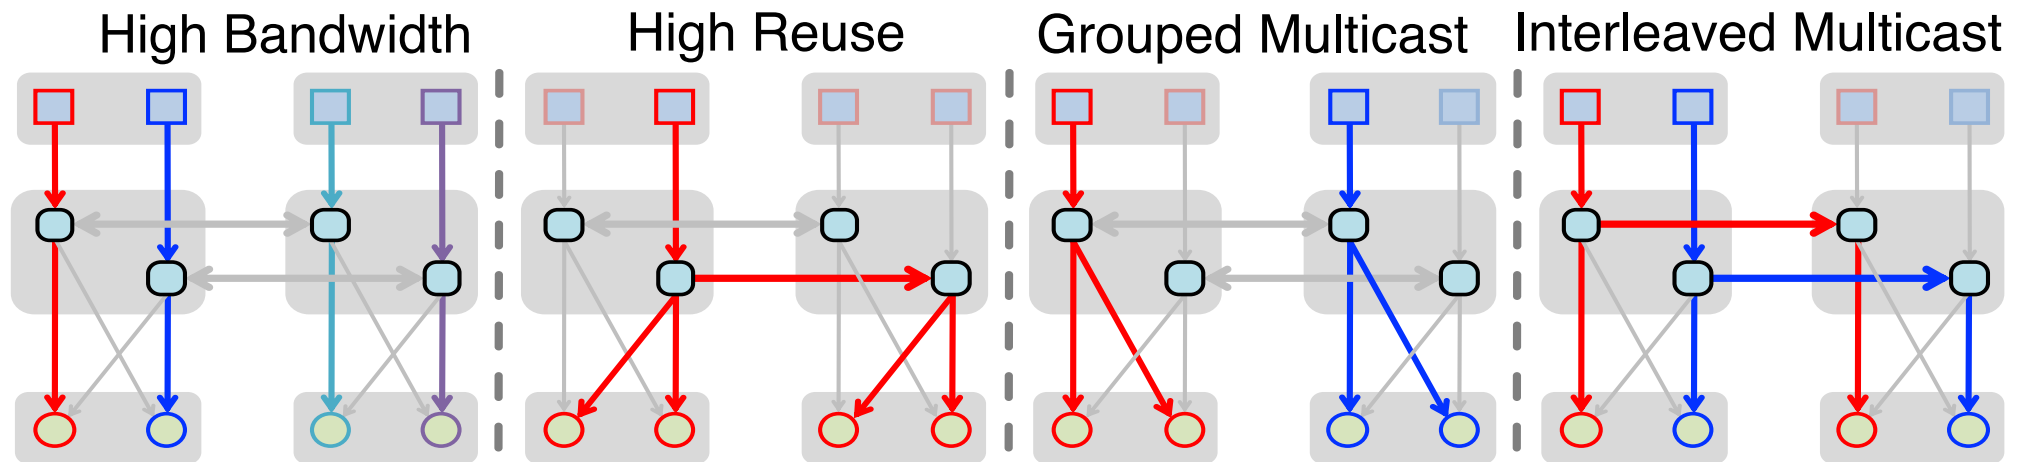 High Bandwidth
High Reuse
Grouped Multicast
Interleaved Multicast